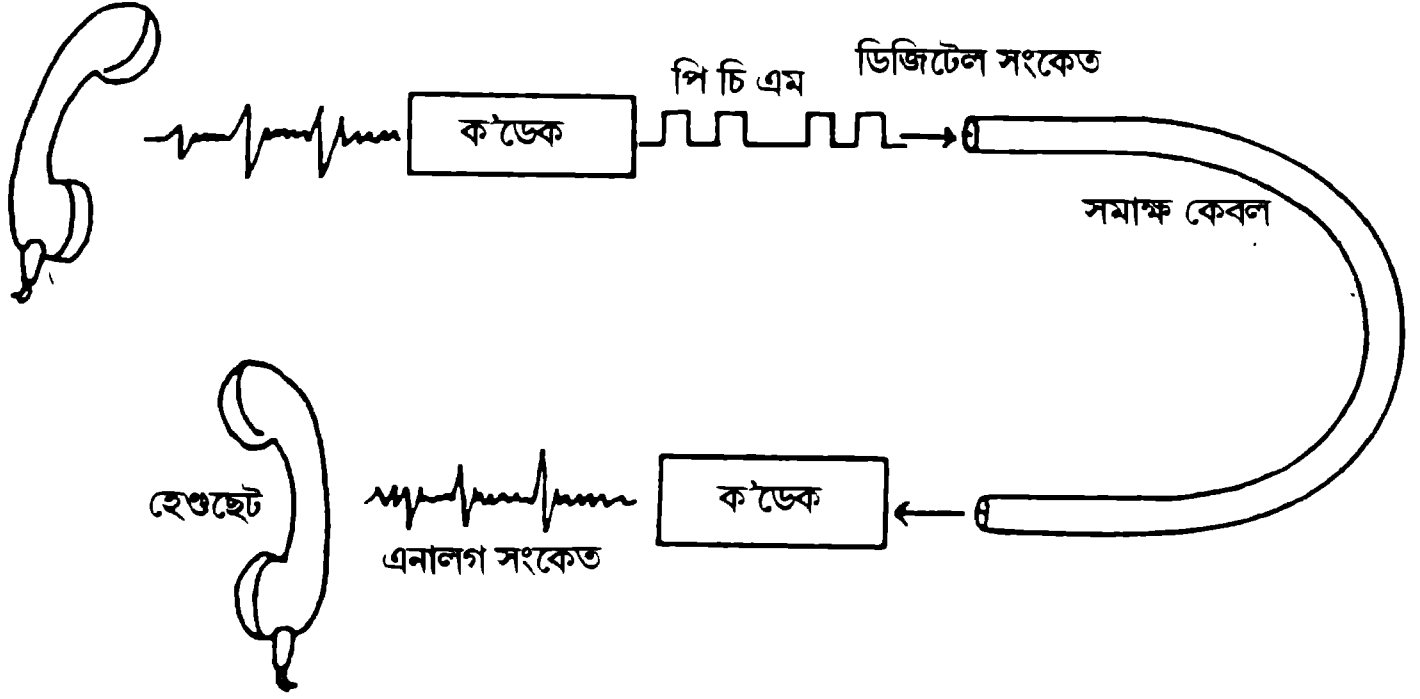 পি চি এম
ডিজিটেল সংকেত
ক'ডেক
সমাক্ষ কেবল
হেণ্ডছেট
ক'ডেক
এনালগ সংকেত